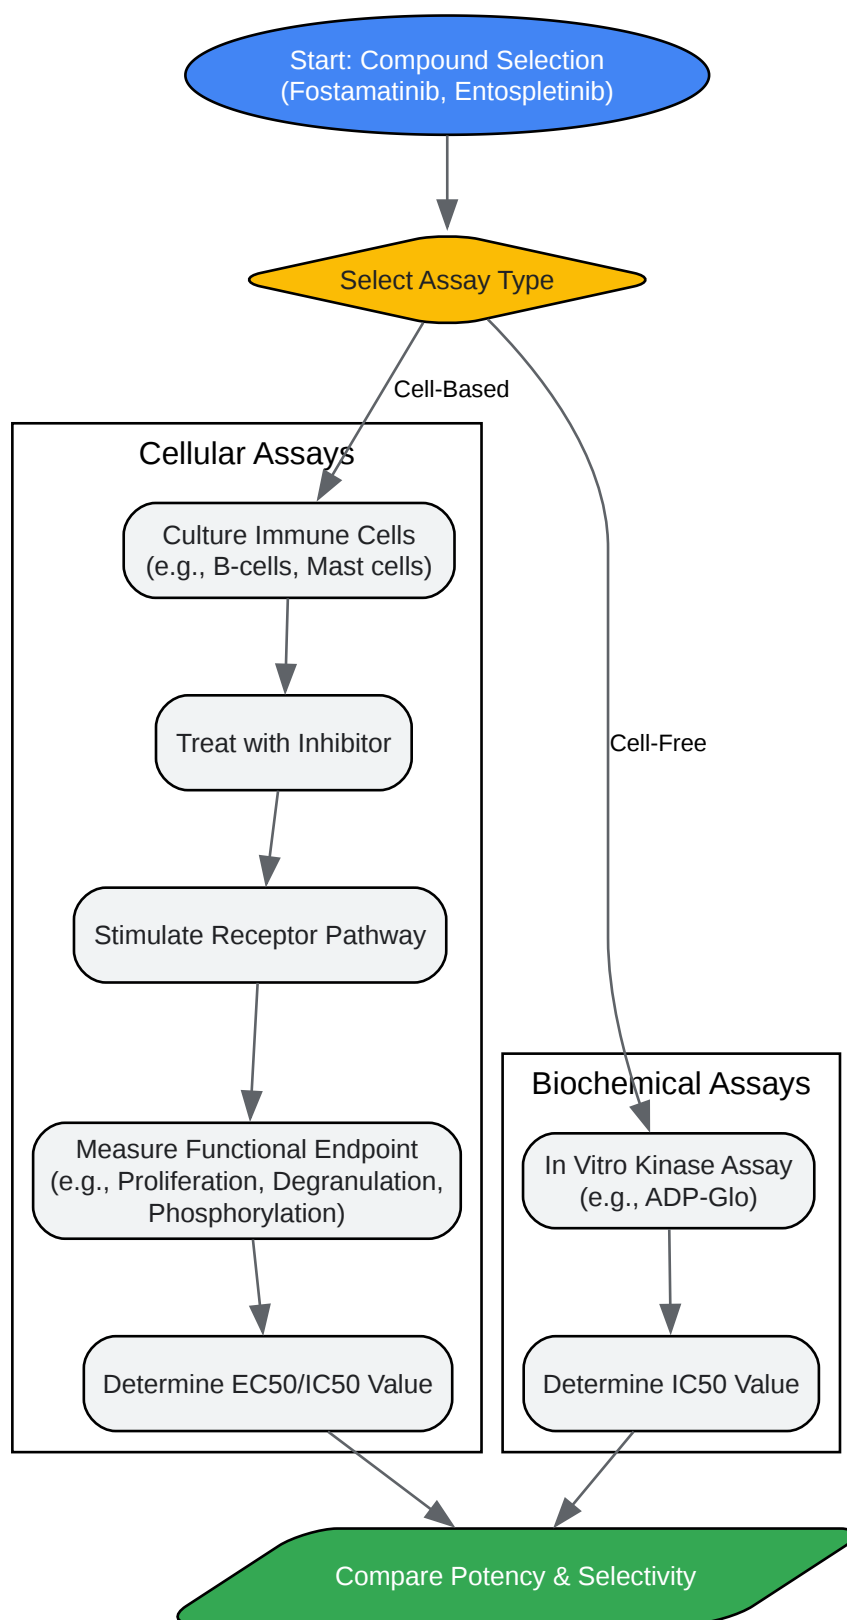 Start: Compound Selection
(Fostamatinib, Entospletinib)
Select Assay Type
Cell-Based
Cellular Assays
Culture Immune Cells
(e.g., B-cells, Mast cells)
Treat with Inhibitor
Cell-Free
Stimulate Receptor Pathway
Biochemical Assays
Measure Functional Endpoint
(e.g., Proliferation, Degranulation,
Phosphorylation)
In Vitro Kinase Assay
(e.g., ADP-Glo)
Determine EC50/IC50 Value
Determine IC50 Value
Compare Potency & Selectivity